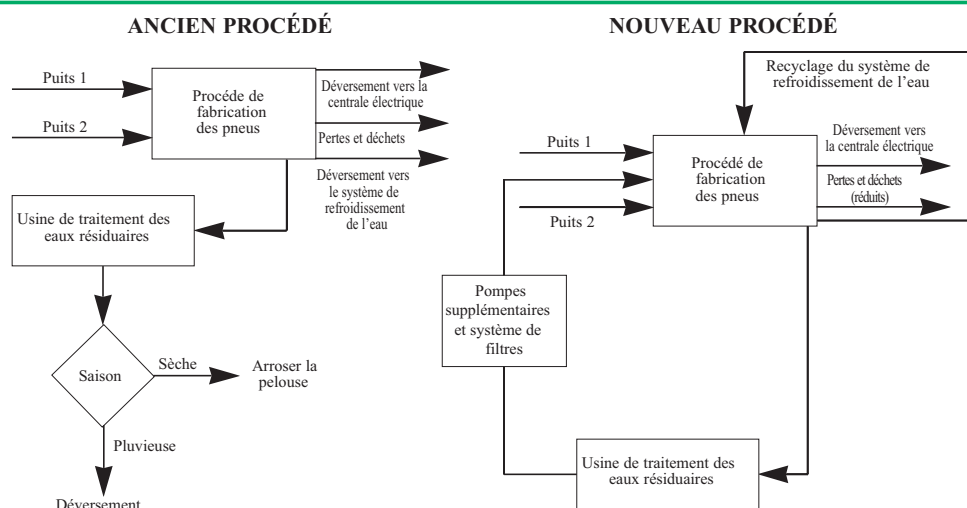 ANCIEN PROCÉDÉ
Puits 1
Puits 2
Procéde de
fabrication
des pneus
Déversement vers la
centrale électrique
Pertes et déchets
Déversement vers
le système de
refroidissement
de l'eau
Usine de traitement des
eaux résiduaires
Saison
Sèche
Arroser la
pelouse
Pluvieuse
Déversement
NOUVEAU PROCÉDÉ
Recyclage du système de
refroidissement de l'eau
Puits 1
Puits 2
Procédé de
fabrication
des pneus
Déversement vers
la centrale électrique
Pertes et déchets
(réduits)
Pompes
supplémentaires
et système de
filtres
Usine de traitement des
eaux résiduaires